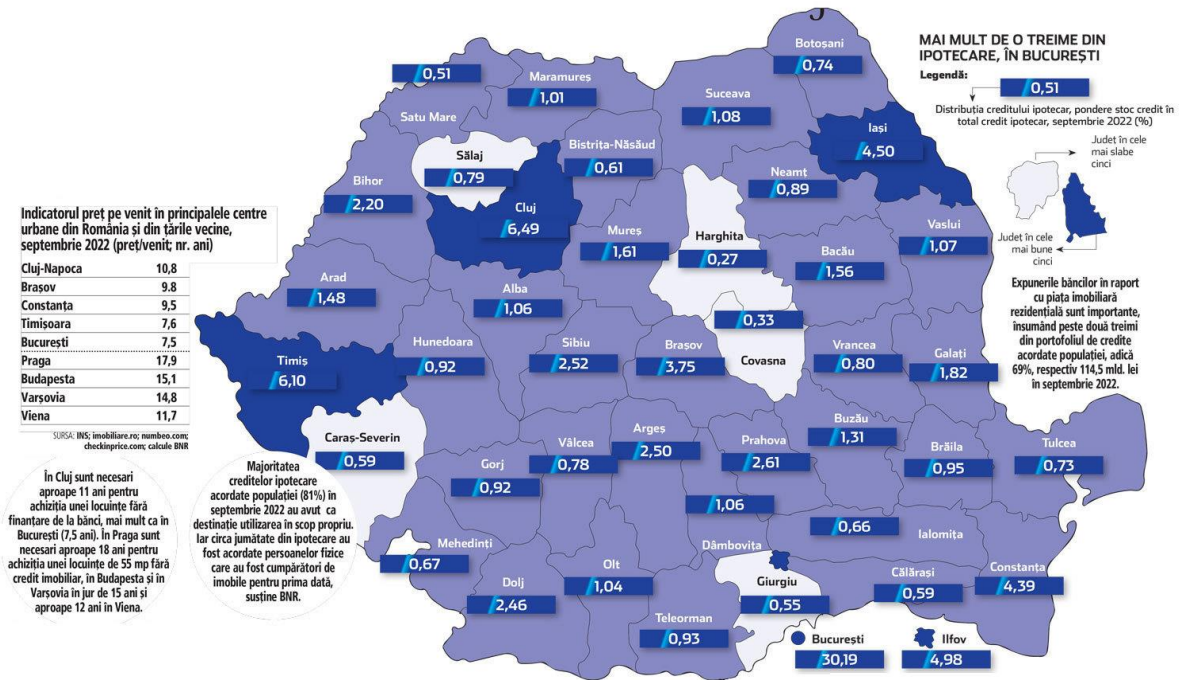 MAI MULT DE O TREIME DIN
IPOTECARE, ÎN BUCUREȘTI
Legendă:
0,51
Distribuția creditului ipotecar, pondere stoc credit în
total credit ipotecar, septembrie 2022 (%)
Județ în cele
mai slabe
cinci
Județ în cele
mai bune
cinci
Expunerile băncilor în raport
cu piața imobiliară
rezidențială sunt importante,
însumând peste două treimi
din portofoliul de credite
acordate populației, adică
69%, respectiv 114,5 mld. lei
în septembrie 2022.
Botoșani
0,74
0,51
Satu Mare
Maramureș
1,01
Suceava
1,08
Iași
4,50
Sălaj
0,79
Bistrița-Năsăud
0,61
Neamț
0,89
Bihor
2,20
Cluj
6,49
Mureș
1,61
Harghita
0,27
Bacău
1,56
Vaslui
1,07
Arad
1,48
Alba
1,06
0,33
Covasna
Timiș
6,10
Hunedoara
0,92
Sibiu
2,52
Brașov
3,75
Vrancea
0,80
Galați
1,82
Caraș-Severin
0,59
Gorj
0,92
Vâlcea
0,78
Argeș
2,50
Prahova
2,61
Buzău
1,31
Brăila
0,95
Tulcea
0,73
1,06
Dâmbovița
0,66
Ialomița
Mehedinți
0,67
Dolj
2,46
Olt
1,04
Teleorman
0,93
Giurgiu
0,55
Călărași
0,59
Constanța
4,39
București
30,19
Ilfov
4,98
Indicatorul preț pe venit în principalele centre
urbane din România și din țările vecine,
septembrie 2022 (preț/venit; nr. ani)
Cluj-Napoca 10,8
Brașov 9.8
Constanța 9,5
Timișoara 7,6
București 7,5
Praga 17,9
Budapesta 15,1
Varșovia 14,8
Viena 11,7
SURSA: INS; imobiliare.ro; numbeo.com;
checkinprice.com; calcule BNR
În Cluj sunt necesari
aproape 11 ani pentru
achiziția unei locuințe fără
finanțare de la bănci, mai mult ca în
București (7,5 ani). În Praga sunt
necesari aproape 18 ani pentru
achiziția unei locuințe de 55 mp fără
credit imobiliar, în Budapesta și în
Varșovia în jur de 15 ani și
aproape 12 ani în Viena.
Majoritatea
creditelor ipotecare
acordate populației (81%) în
septembrie 2022 au avut ca
destinație utilizarea în scop propriu.
Iar circa jumătate din ipotecare au
fost acordate persoanelor fizice
care au fost cumpărători de
imobile pentru prima dată,
susține BNR.